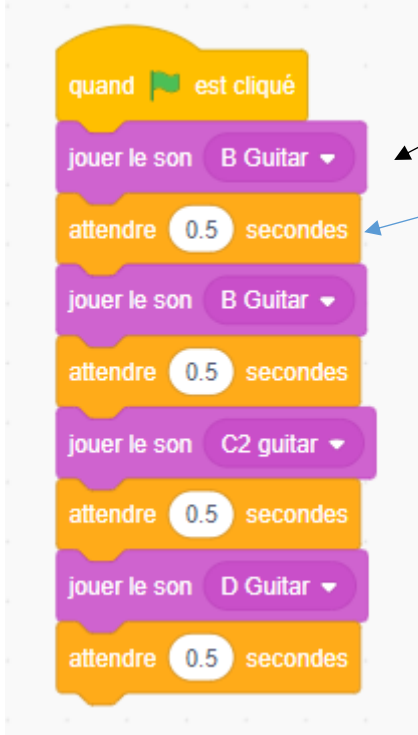 quand est cliqué
jouer le son B Guitar
attendre 0.5 secondes
jouer le son B Guitar
attendre 0.5 secondes
jouer le son C2 guitar
attendre 0.5 secondes
jouer le son D Guitar
attendre 0.5 secondes